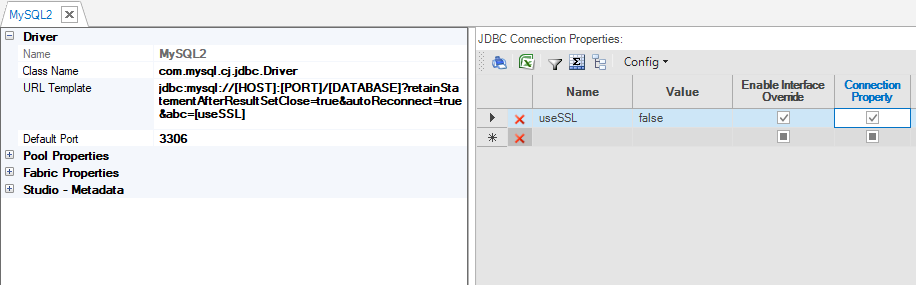 MySQL2
Driver
Name MySQL2
Class Name com.mysql.cj.jdbc.Driver
URL Template jdbc:mysql://[HOST]:[PORT]/[DATABASE]?retainSta
tementAfterResultSetClose=true&autoReconnect=true
&abc=[useSSL]
Default Port 3306
Pool Properties
Fabric Properties
Studio - Metadata
JDBC Connection Properties:
Config
Name Value Enable Interface Override Connection Property
useSSL false